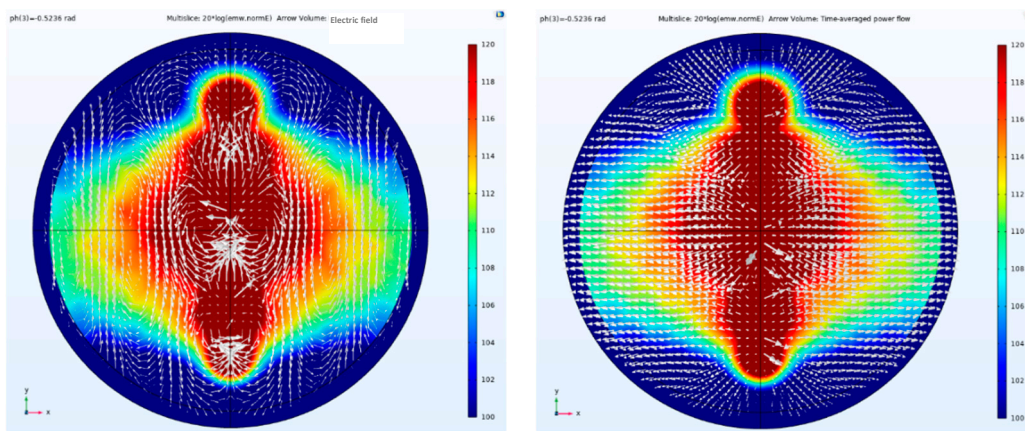 ph(3)=-0.5236 rad
Multislice: 20*log(emw.normE) Arrow Volume: Electric field
120
118
116
114
112
110
108
106
104
102
100
y
x
ph(3)=-0.5236 rad
Multislice: 20*log(emw.normE) Arrow Volume: Time-averaged power flow
120
118
116
114
112
110
108
106
104
102
100
y
x